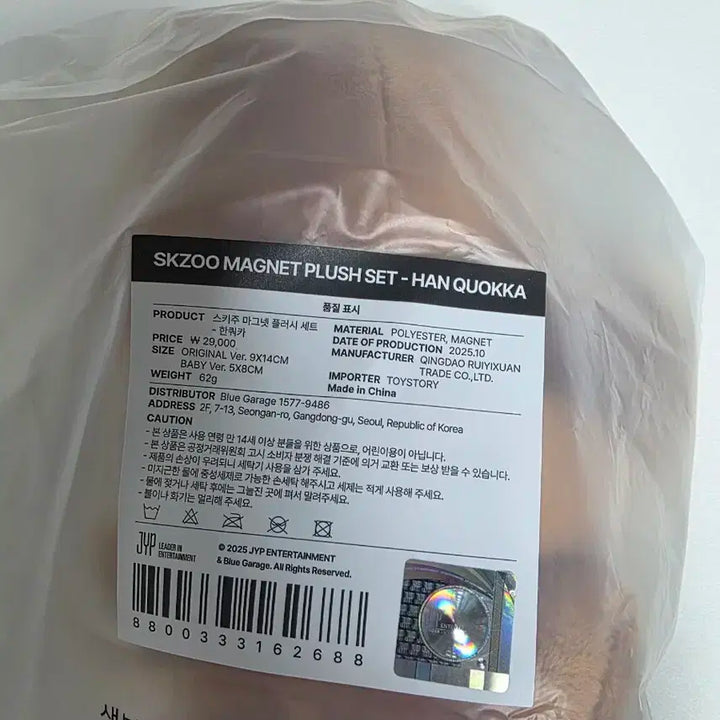 SKZOO MAGNET PLUSH SET - HAN QUOKKA
품질 표시
PRODUCT 스키주 마그넷 플러시 세트
- 한쿼카
PRICE ₩ 29,000
SIZE ORIGINAL Ver. 9X14CM
BABY Ver. 5X8CM
WEIGHT 62g
MATERIAL POLYESTER, MAGNET
DATE OF PRODUCTION 2025.10
MANUFACTURER QINGDAO RUIYIXUAN
TRADE CO.,LTD.
IMPORTER TOYSTORY
Made in China
DISTRIBUTOR Blue Garage 1577-9486
ADDRESS 2F, 7-13, Seongan-ro, Gangdong-gu, Seoul, Republic of Korea
CAUTION
- 본 상품은 사용 연령 만 14세 이상 분들을 위한 상품으로, 어린이용이 아닙니다.
- 본 상품은 공정거래위원회 고시 소비자 분쟁 해결 기준에 의거 교환 또는 보상 받을 수 있습니다.
- 제품의 손상이 우려되니 세탁기 사용을 삼가 주세요.
- 미지근한 물에 중성세제로 가능한 손세탁 해주시고 세제는 적게 사용해 주세요.
- 물에 젖거나 세탁 후에는 그늘진 곳에 펴서 말려주세요.
- 불이나 화기는 멀리해 주세요.
JYP LEADER IN
ENTERTAINMENT
© 2025 JYP ENTERTAINMENT
& Blue Garage. All Rights Reserved.
880033162688